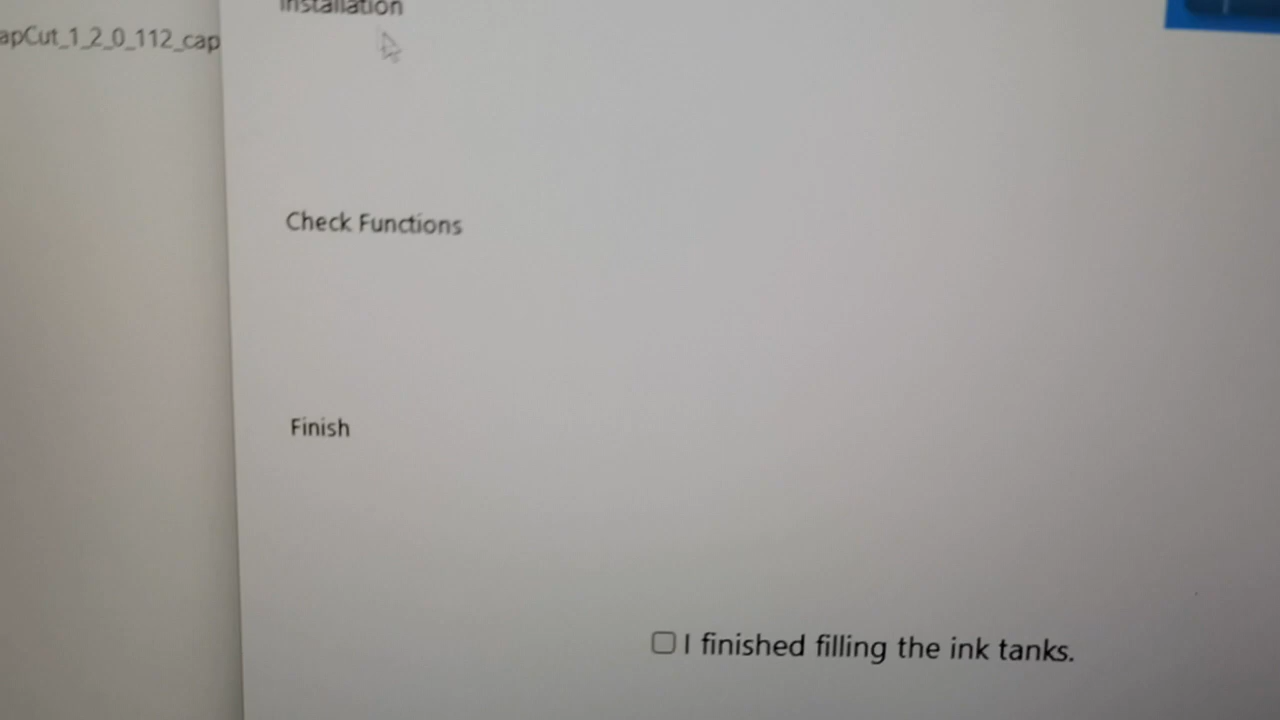 Installation
apCut_1_2_0_112_cap
Check Functions
Finish
I finished filling the ink tanks.